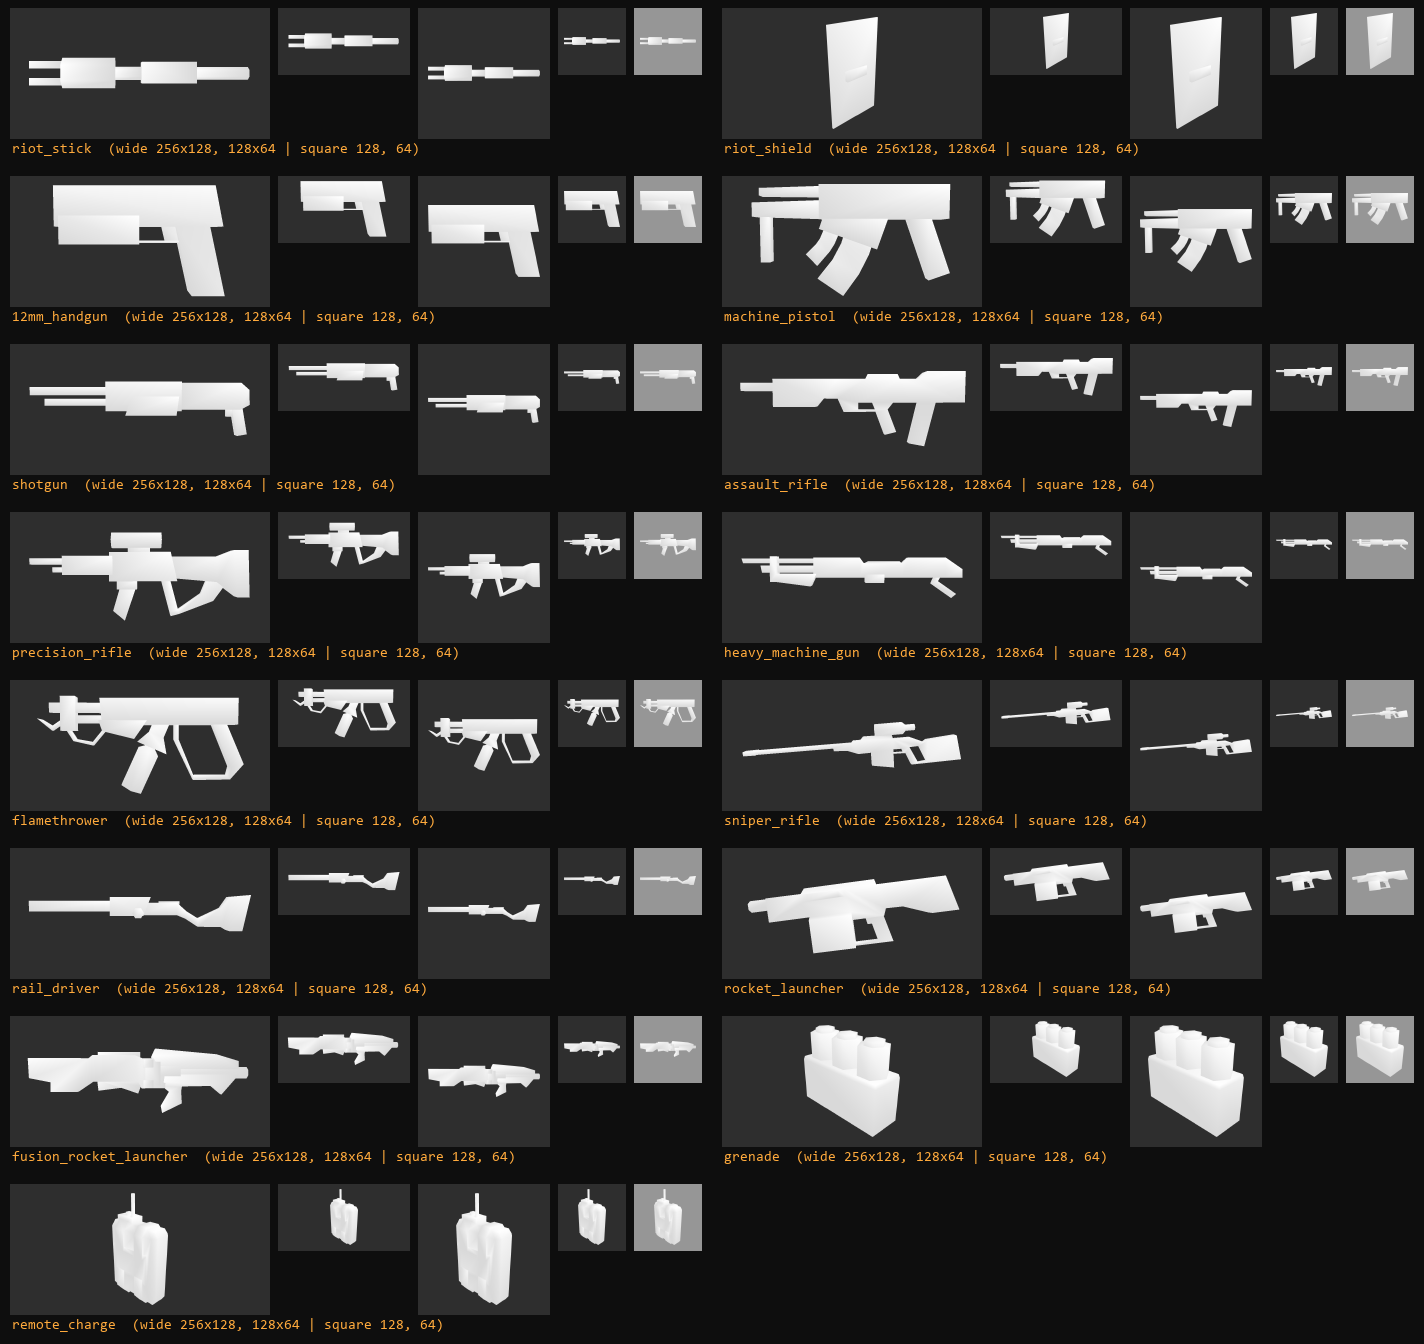 riot_stick (wide 256x128, 128x64 | square 128, 64)
riot_shield (wide 256x128, 128x64 | square 128, 64)
12mm_handgun (wide 256x128, 128x64 | square 128, 64)
machine_pistol (wide 256x128, 128x64 | square 128, 64)
shotgun (wide 256x128, 128x64 | square 128, 64)
assault_rifle (wide 256x128, 128x64 | square 128, 64)
precision_rifle (wide 256x128, 128x64 | square 128, 64)
heavy_machine_gun (wide 256x128, 128x64 | square 128, 64)
flamethrower (wide 256x128, 128x64 | square 128, 64)
sniper_rifle (wide 256x128, 128x64 | square 128, 64)
rail_driver (wide 256x128, 128x64 | square 128, 64)
rocket_launcher (wide 256x128, 128x64 | square 128, 64)
fusion_rocket_launcher (wide 256x128, 128x64 | square 128, 64)
grenade (wide 256x128, 128x64 | square 128, 64)
remote_charge (wide 256x128, 128x64 | square 128, 64)